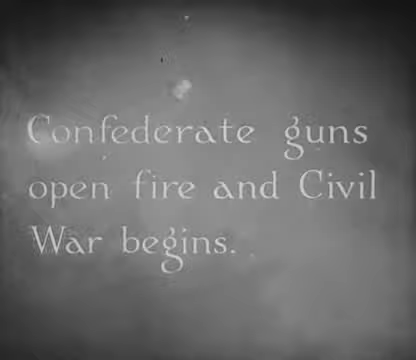 Confederate guns
open fire and Civil
War begins.